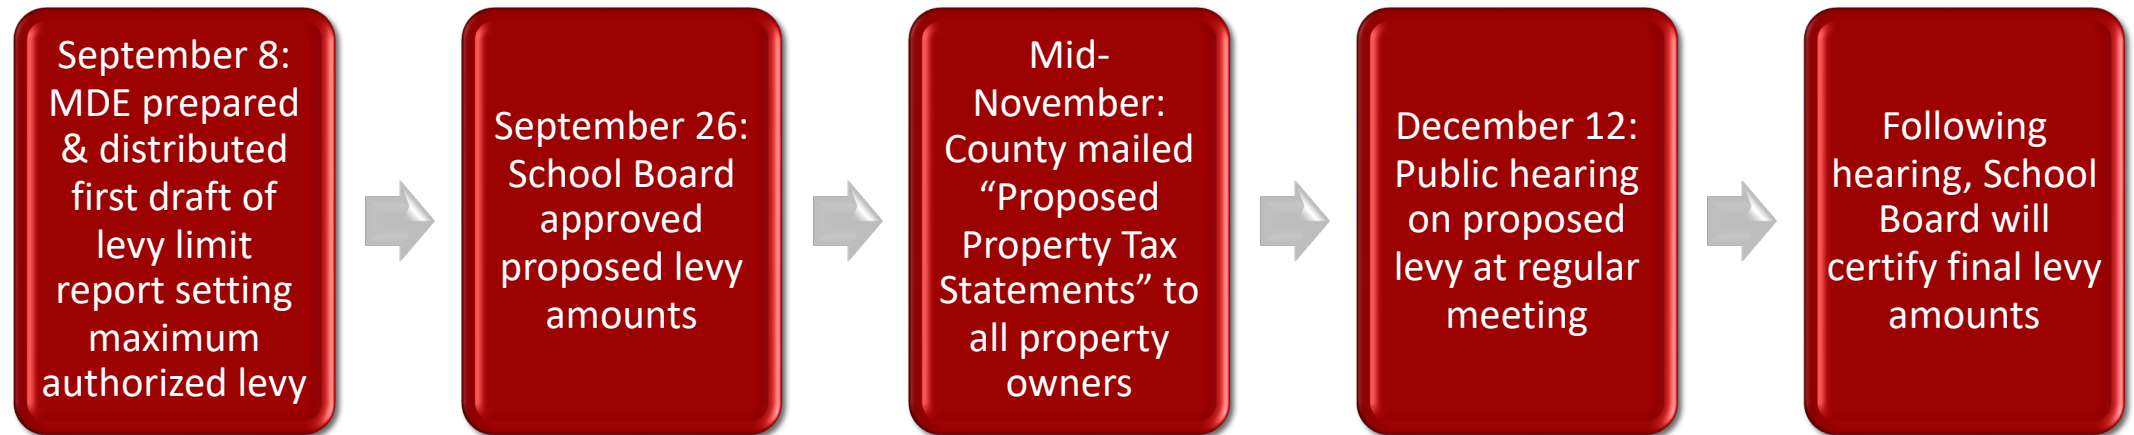 September 8:
MDE prepared
& distributed
first draft of
levy limit
report setting
maximum
authorized levy
September 26:
School Board
approved
proposed levy
amounts
Mid-
November:
County mailed
“Proposed
Property Tax
Statements” to
all property
owners
December 12:
Public hearing
on proposed
levy at regular
meeting
Following
hearing, School
Board will
certify final levy
amounts